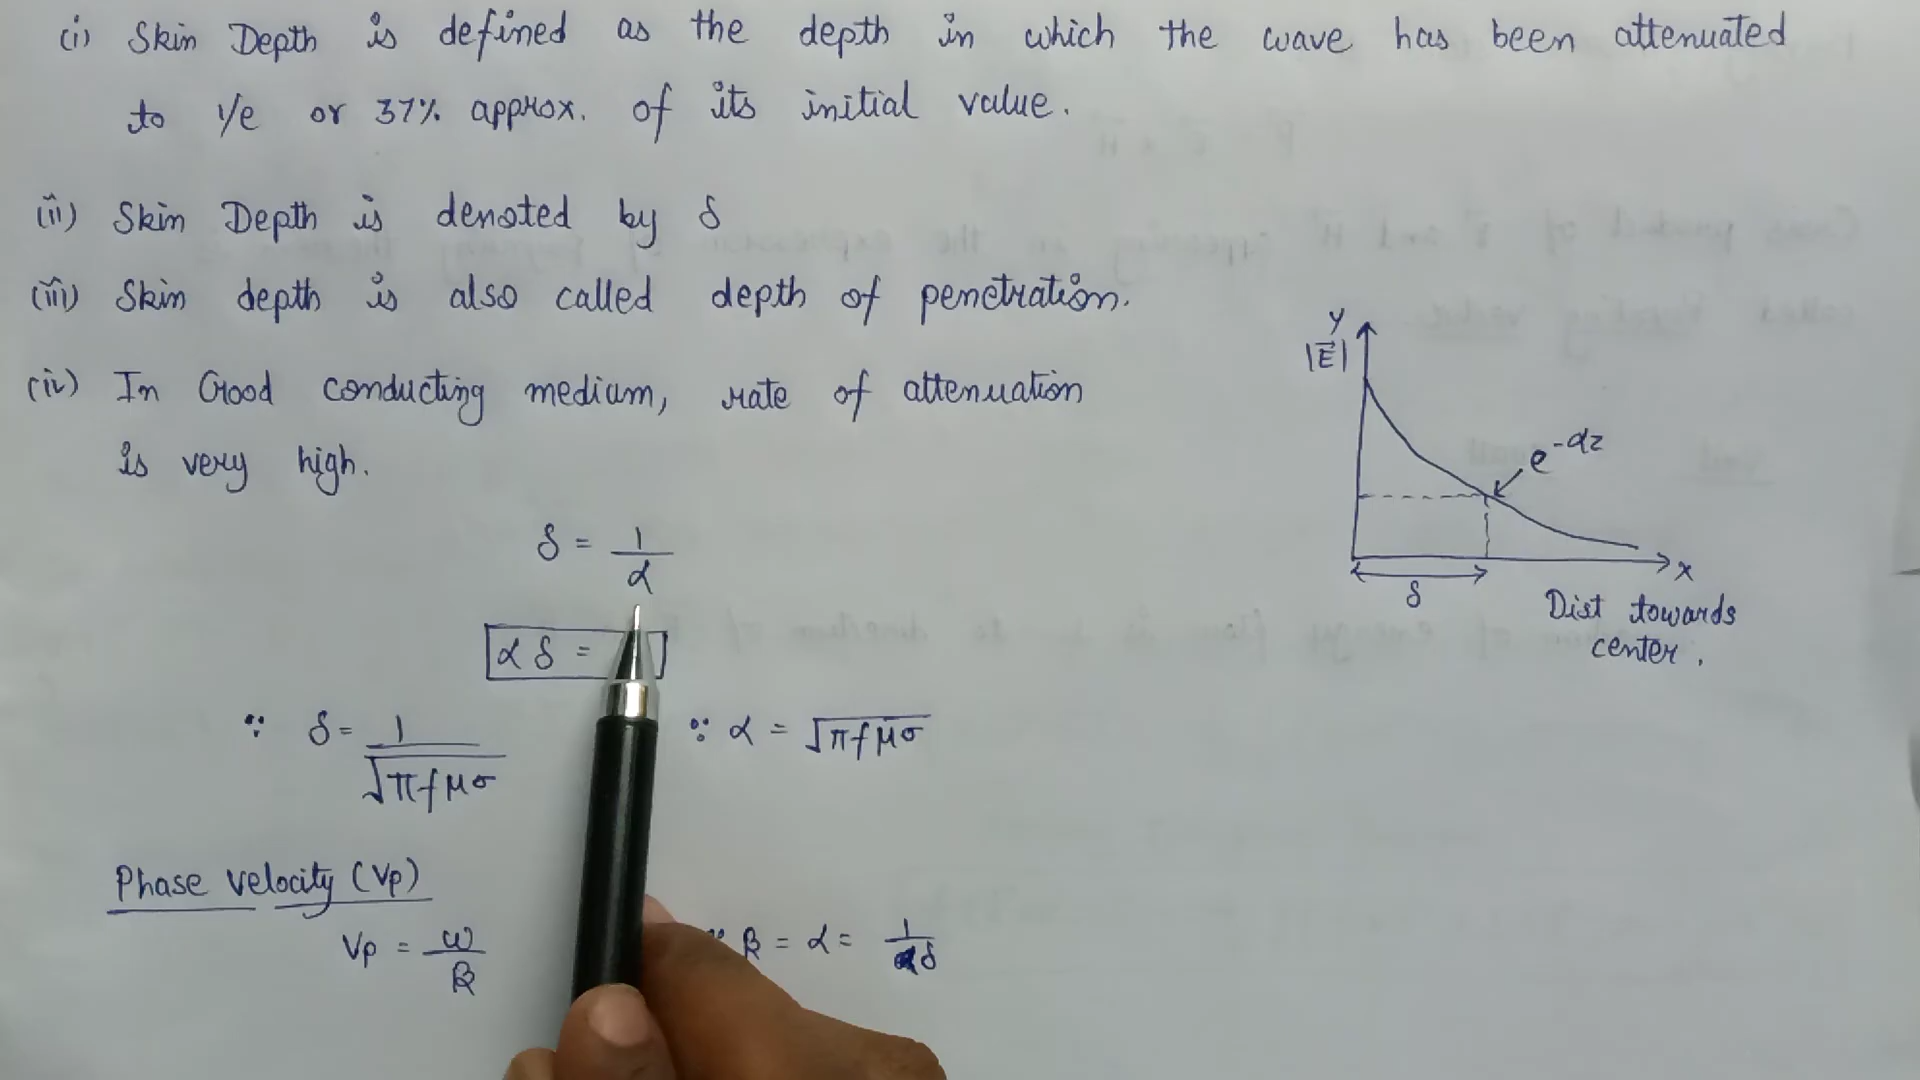 (i) Skin Depth is defined as the depth in which the wave has been attenuated
to 1/e or 37% approx. of its initial value.
(ii) Skin Depth is denoted by δ
(iii) Skin depth is also called depth of penetration.
(iv) In Good conducting medium, rate of attenuation
is very high.
y
|E⃗|
e^-αz
δ
x
Dist towards
center.
δ = 1/α
αδ =
∵ δ = 1/√πfμσ ∵ α = √πfμσ
Phase velocity (Vp)
Vp = ω/β β = α = 1/δ